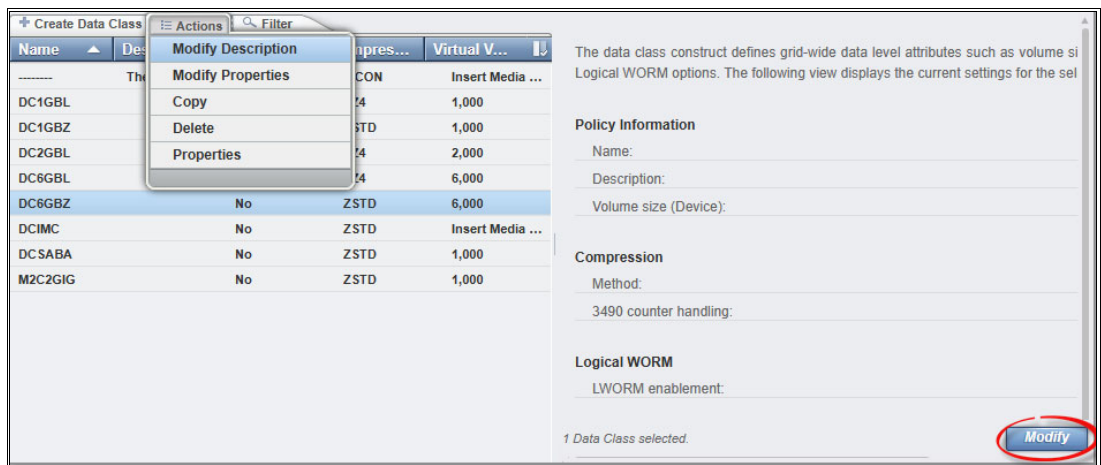 Create Data Class Actions Filter
Name Des mpres... Virtual V...
Modify Description
Modify Properties
Copy
Delete
Properties
-------- The CON Insert Media ...
DC1GBL Z4 1,000
DC1GBZ STD 1,000
DC2GBL Z4 2,000
DC6GBL Z4 6,000
DC6GBZ No ZSTD 6,000
DCIMC No ZSTD Insert Media ...
DCSABA No ZSTD 1,000
M2C2GIG No ZSTD 1,000
The data class construct defines grid-wide data level attributes such as volume si
Logical WORM options. The following view displays the current settings for the sel
Policy Information
Name:
Description:
Volume size (Device):
Compression
Method:
3490 counter handling:
Logical WORM
LWORM enablement:
1 Data Class selected.
Modify